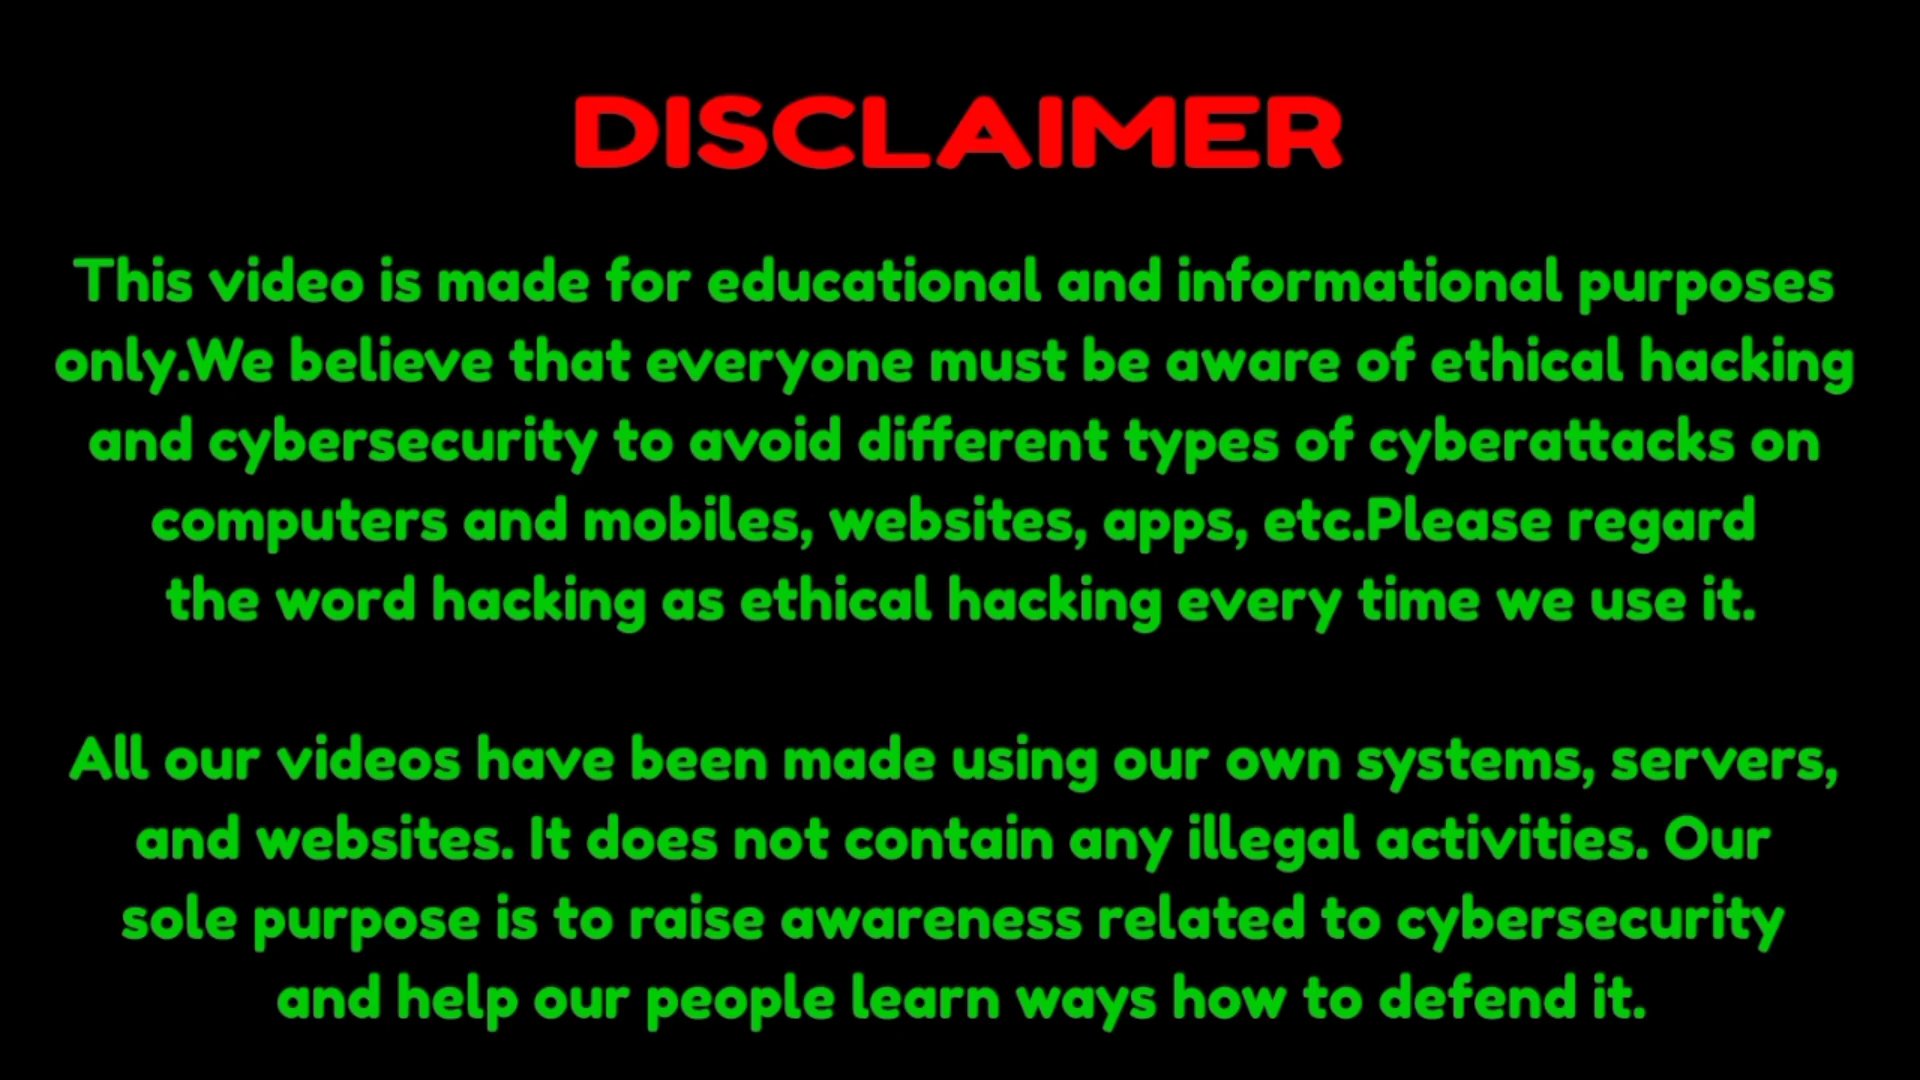 DISCLAIMER
This video is made for educational and informational purposes
only.We believe that everyone must be aware of ethical hacking
and cybersecurity to avoid different types of cyberattacks on
computers and mobiles, websites, apps, etc.Please regard
the word hacking as ethical hacking every time we use it.
All our videos have been made using our own systems, servers,
and websites. It does not contain any illegal activities. Our
sole purpose is to raise awareness related to cybersecurity
and help our people learn ways how to defend it.